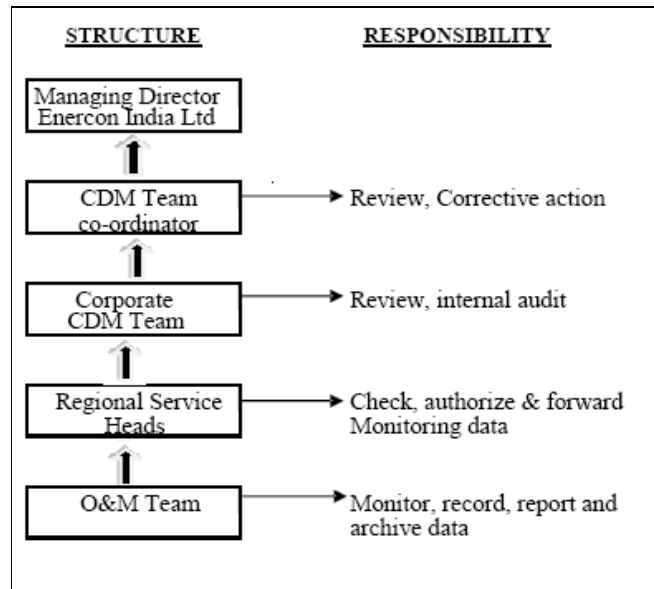 STRUCTURE RESPONSIBILITY
Managing Director
Enercon India Ltd
CDM Team
co-ordinator
Review, Corrective action
Corporate
CDM Team
Review, internal audit
Regional Service
Heads
Check, authorize & forward
Monitoring data
O&M Team
Monitor, record, report and
archive data